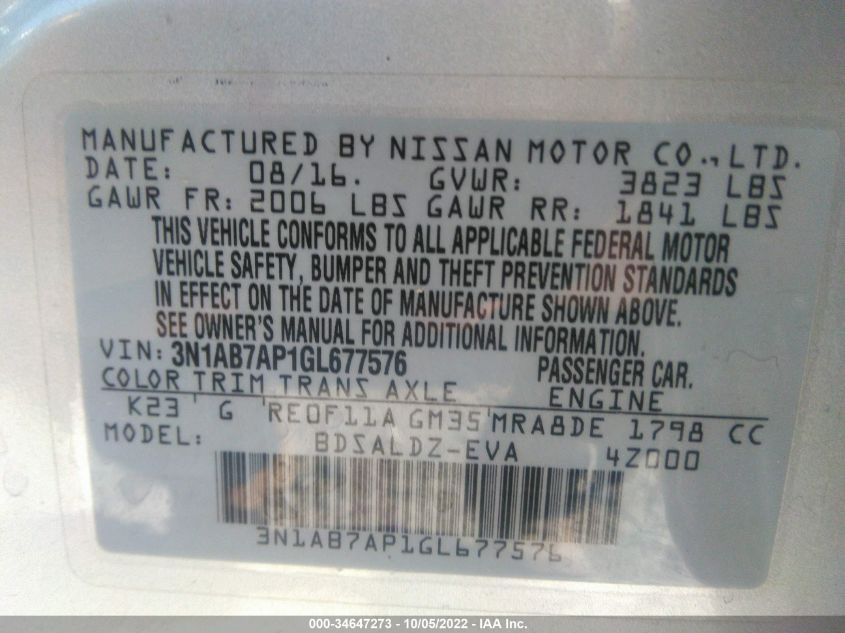 MANUFACTURED BY NISSAN MOTOR CO., LTD.
DATE: 08/16. GVWR: 3823 LBS
GAWR FR: 2006 LBS GAWR RR: 1841 LBS
THIS VEHICLE CONFORMS TO ALL APPLICABLE FEDERAL MOTOR
VEHICLE SAFETY, BUMPER AND THEFT PREVENTION STANDARDS
IN EFFECT ON THE DATE OF MANUFACTURE SHOWN ABOVE.
SEE OWNER'S MANUAL FOR ADDITIONAL INFORMATION.
VIN: 3N1AB7AP1GL677576 PASSENGER CAR.
COLOR TRIM TRANS AXLE ENGINE
K23 G RE0F11A GM35 MRA8DE 1798 CC
MODEL: BDSALDZ-EVA 4Z000
3N1AB7AP1GL677576
000-34647273 - 10/05/2022 - IAA Inc.